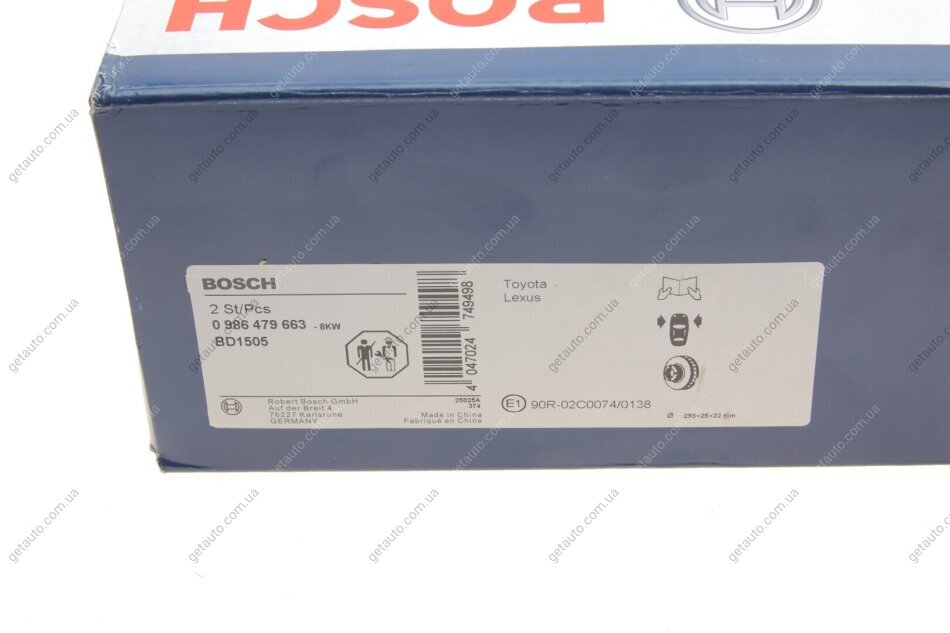 BOSCH
BOSCH
2 St/Pcs
0 986 479 663 - 8KW
BD1505
4 047024 749498
Toyota
Lexus
Robert Bosch GmbH
Auf der Breit 4
76227 Karlsruhe
GERMANY
25025A
374
Made in China
Fabriqué en Chine
E1 90R-02C0074/0138
getauto.com.ua